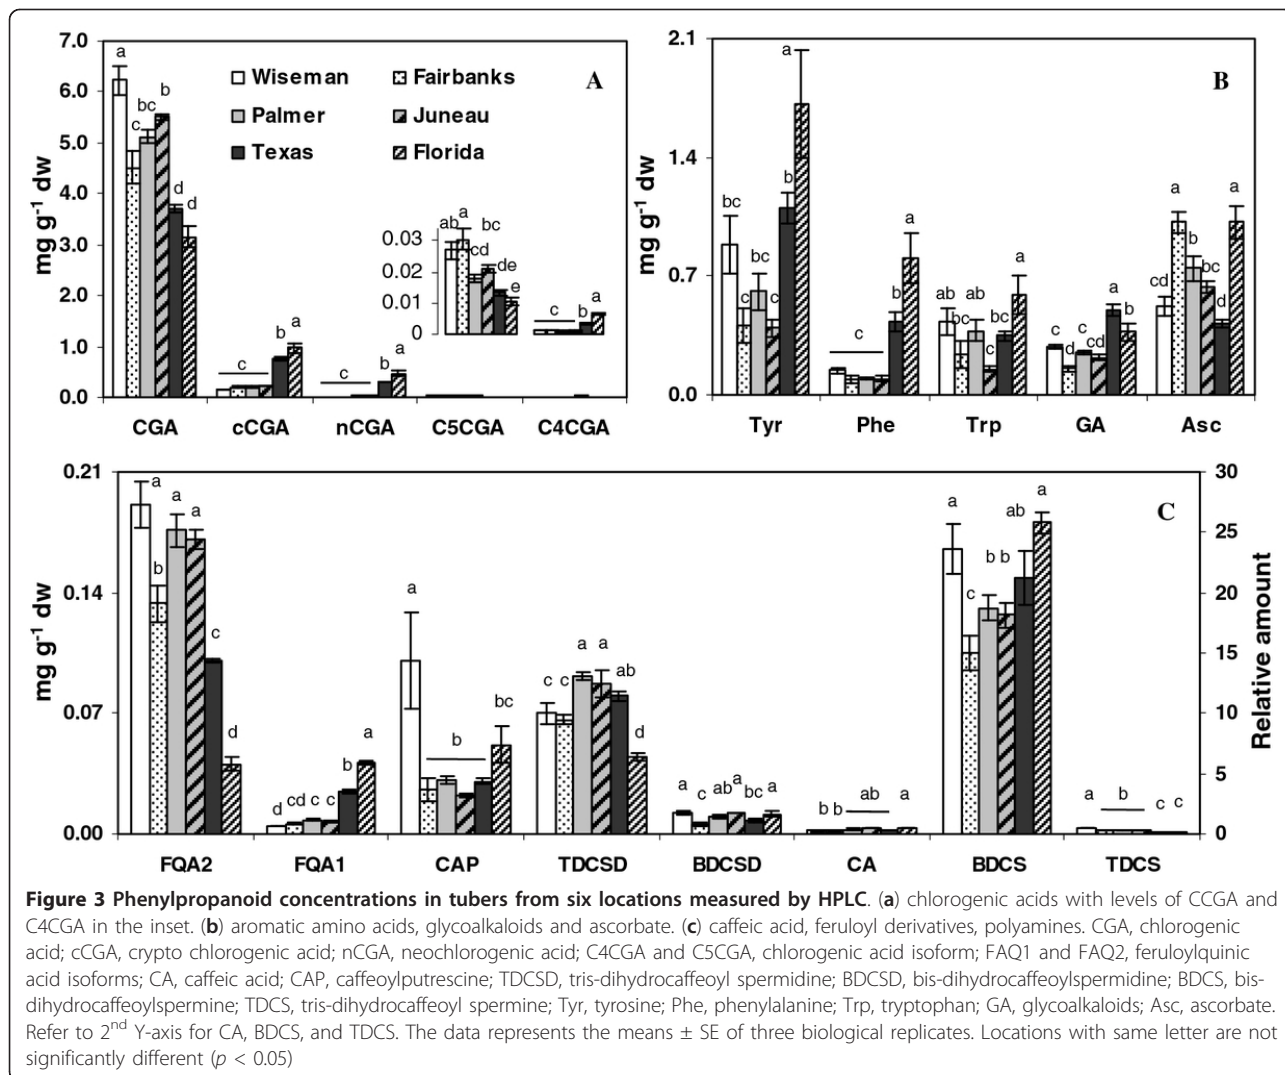 7.0
6.0
5.0
4.0
3.0
2.0
1.0
0.0
mg g⁻¹ dw
a
c
bc
b
d
d
Wiseman
Fairbanks
Palmer
Juneau
Texas
Florida
A
c
b
a
c
b
a
0.03
0.02
0.01
0
ab
a
cd
bc
de
e
c
b
a
CGA
cCGA
nCGA
C5CGA
C4CGA
2.1
1.4
0.7
0.0
mg g⁻¹ dw
B
bc
c
bc
c
b
a
c
b
a
ab
bc
ab
c
bc
a
c
d
c
cd
a
b
cd
a
b
bc
d
a
Tyr
Phe
Trp
GA
Asc
0.21
0.14
0.07
0.00
mg g⁻¹ dw
C
30
25
20
15
10
5
0
Relative amount
a
b
a
a
c
d
d
cd
c
c
b
a
a
b
bc
c
c
a
a
ab
d
a
c
ab
a
bc
a
b
b
ab
a
a
c
b
b
ab
a
a
b
c
c
FQA2
FQA1
CAP
TDCSD
BDCSD
CA
BDCS
TDCS
Figure 3 Phenylpropanoid concentrations in tubers from six locations measured by HPLC. (a) chlorogenic acids with levels of CCGA and
C4CGA in the inset. (b) aromatic amino acids, glycoalkaloids and ascorbate. (c) caffeic acid, feruloyl derivatives, polyamines. CGA, chlorogenic
acid; cCGA, crypto chlorogenic acid; nCGA, neochlorogenic acid; C4CGA and C5CGA, chlorogenic acid isoform; FAQ1 and FAQ2, feruloylquinic
acid isoforms; CA, caffeic acid; CAP, caffeoylputrescine; TDCSD, tris-dihydrocaffeoyl spermidine; BDCSD, bis-dihydrocaffeoylspermidine; BDCS, bis-
dihydrocaffeoylspermine; TDCS, tris-dihydrocaffeoyl spermine; Tyr, tyrosine; Phe, phenylalanine; Trp, tryptophan; GA, glycoalkaloids; Asc, ascorbate.
Refer to 2nd Y-axis for CA, BDCS, and TDCS. The data represents the means ± SE of three biological replicates. Locations with same letter are not
significantly different (p < 0.05)